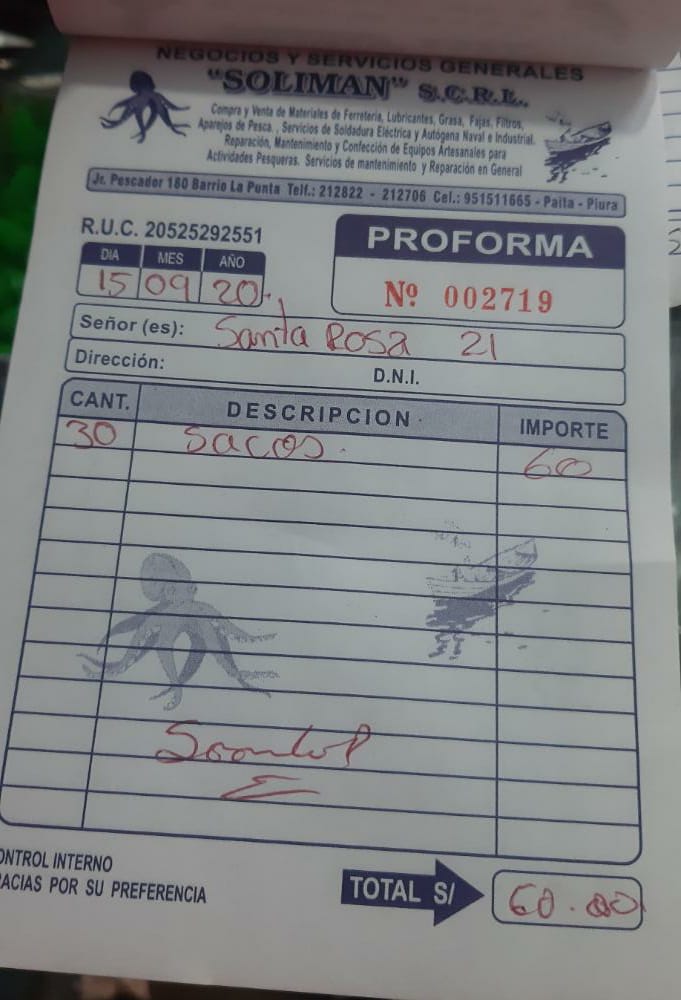 NEGOCIOS Y SERVICIOS GENERALES
"SOLIMAN" S.C.R.L.
Compra y Venta de Materiales de Ferretería, Lubricantes, Grasa, Fajas, Filtros,
Aparejos de Pesca., Servicios de Soldadura Eléctrica y Autógena Naval e Industrial.
Reparación, Mantenimiento y Confección de Equipos Artesanales para
Actividades Pesqueras. Servicios de mantenimiento y Reparación en General
Jr. Pescador 180 Barrio La Punta Telf.: 212822 - 212706 Cel.: 951511665 - Paita - Piura
R.U.C. 20525292551
PROFORMA
DIA MES AÑO
15 09 20
Nº 002719
Señor (es): Santa Rosa 21
Dirección: D.N.I.
CANT. DESCRIPCION IMPORTE
30 Sacos. 60
ONTROL INTERNO
RACIAS POR SU PREFERENCIA
TOTAL S/ 60.00